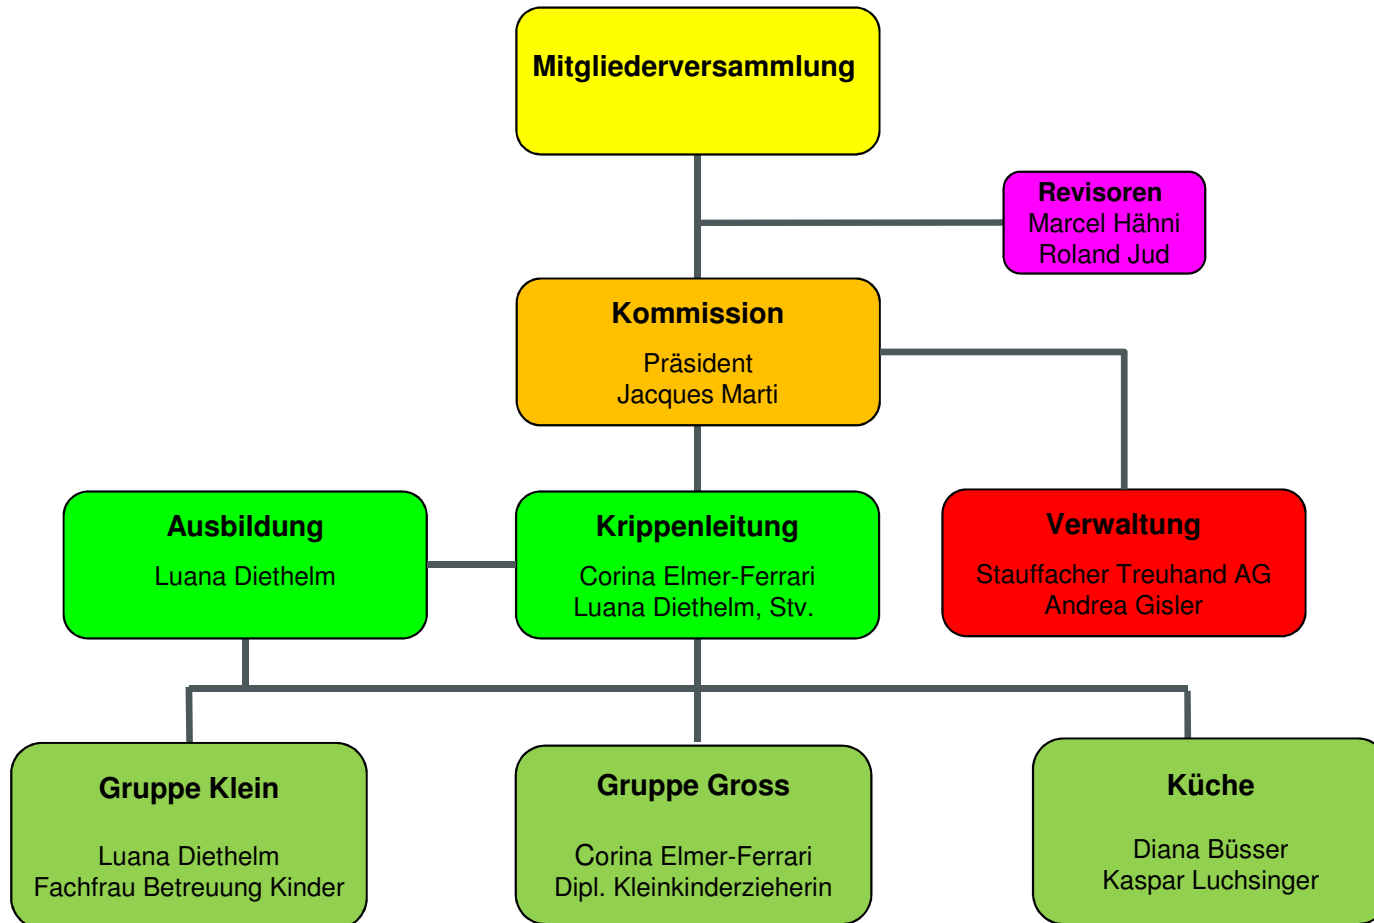 Mitgliederversammlung
Revisoren
Marcel Hähni
Roland Jud
Kommission
Präsident
Jacques Marti
Ausbildung
Luana Diethelm
Krippenleitung
Corina Elmer-Ferrari
Luana Diethelm, Stv.
Verwaltung
Stauffacher Treuhand AG
Andrea Gisler
Gruppe Klein
Luana Diethelm
Fachfrau Betreuung Kinder
Gruppe Gross
Corina Elmer-Ferrari
Dipl. Kleinkinderzieherin
Küche
Diana Büsser
Kaspar Luchsinger